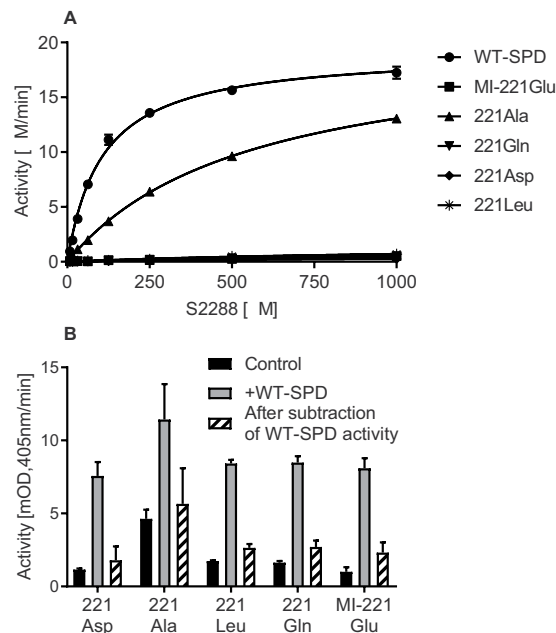 A
Activity [ M/min]
20
15
10
5
0
0
250
500
750
1000
S2288 [ M]
WT-SPD
MI-221Glu
221Ala
221Gln
221Asp
221Leu
B
Activity [mOD,405nm/min]
15
10
5
0
Control
+WT-SPD
After subtraction
of WT-SPD activity
221
Asp
221
Ala
221
Leu
221
Gln
MI-221
Glu